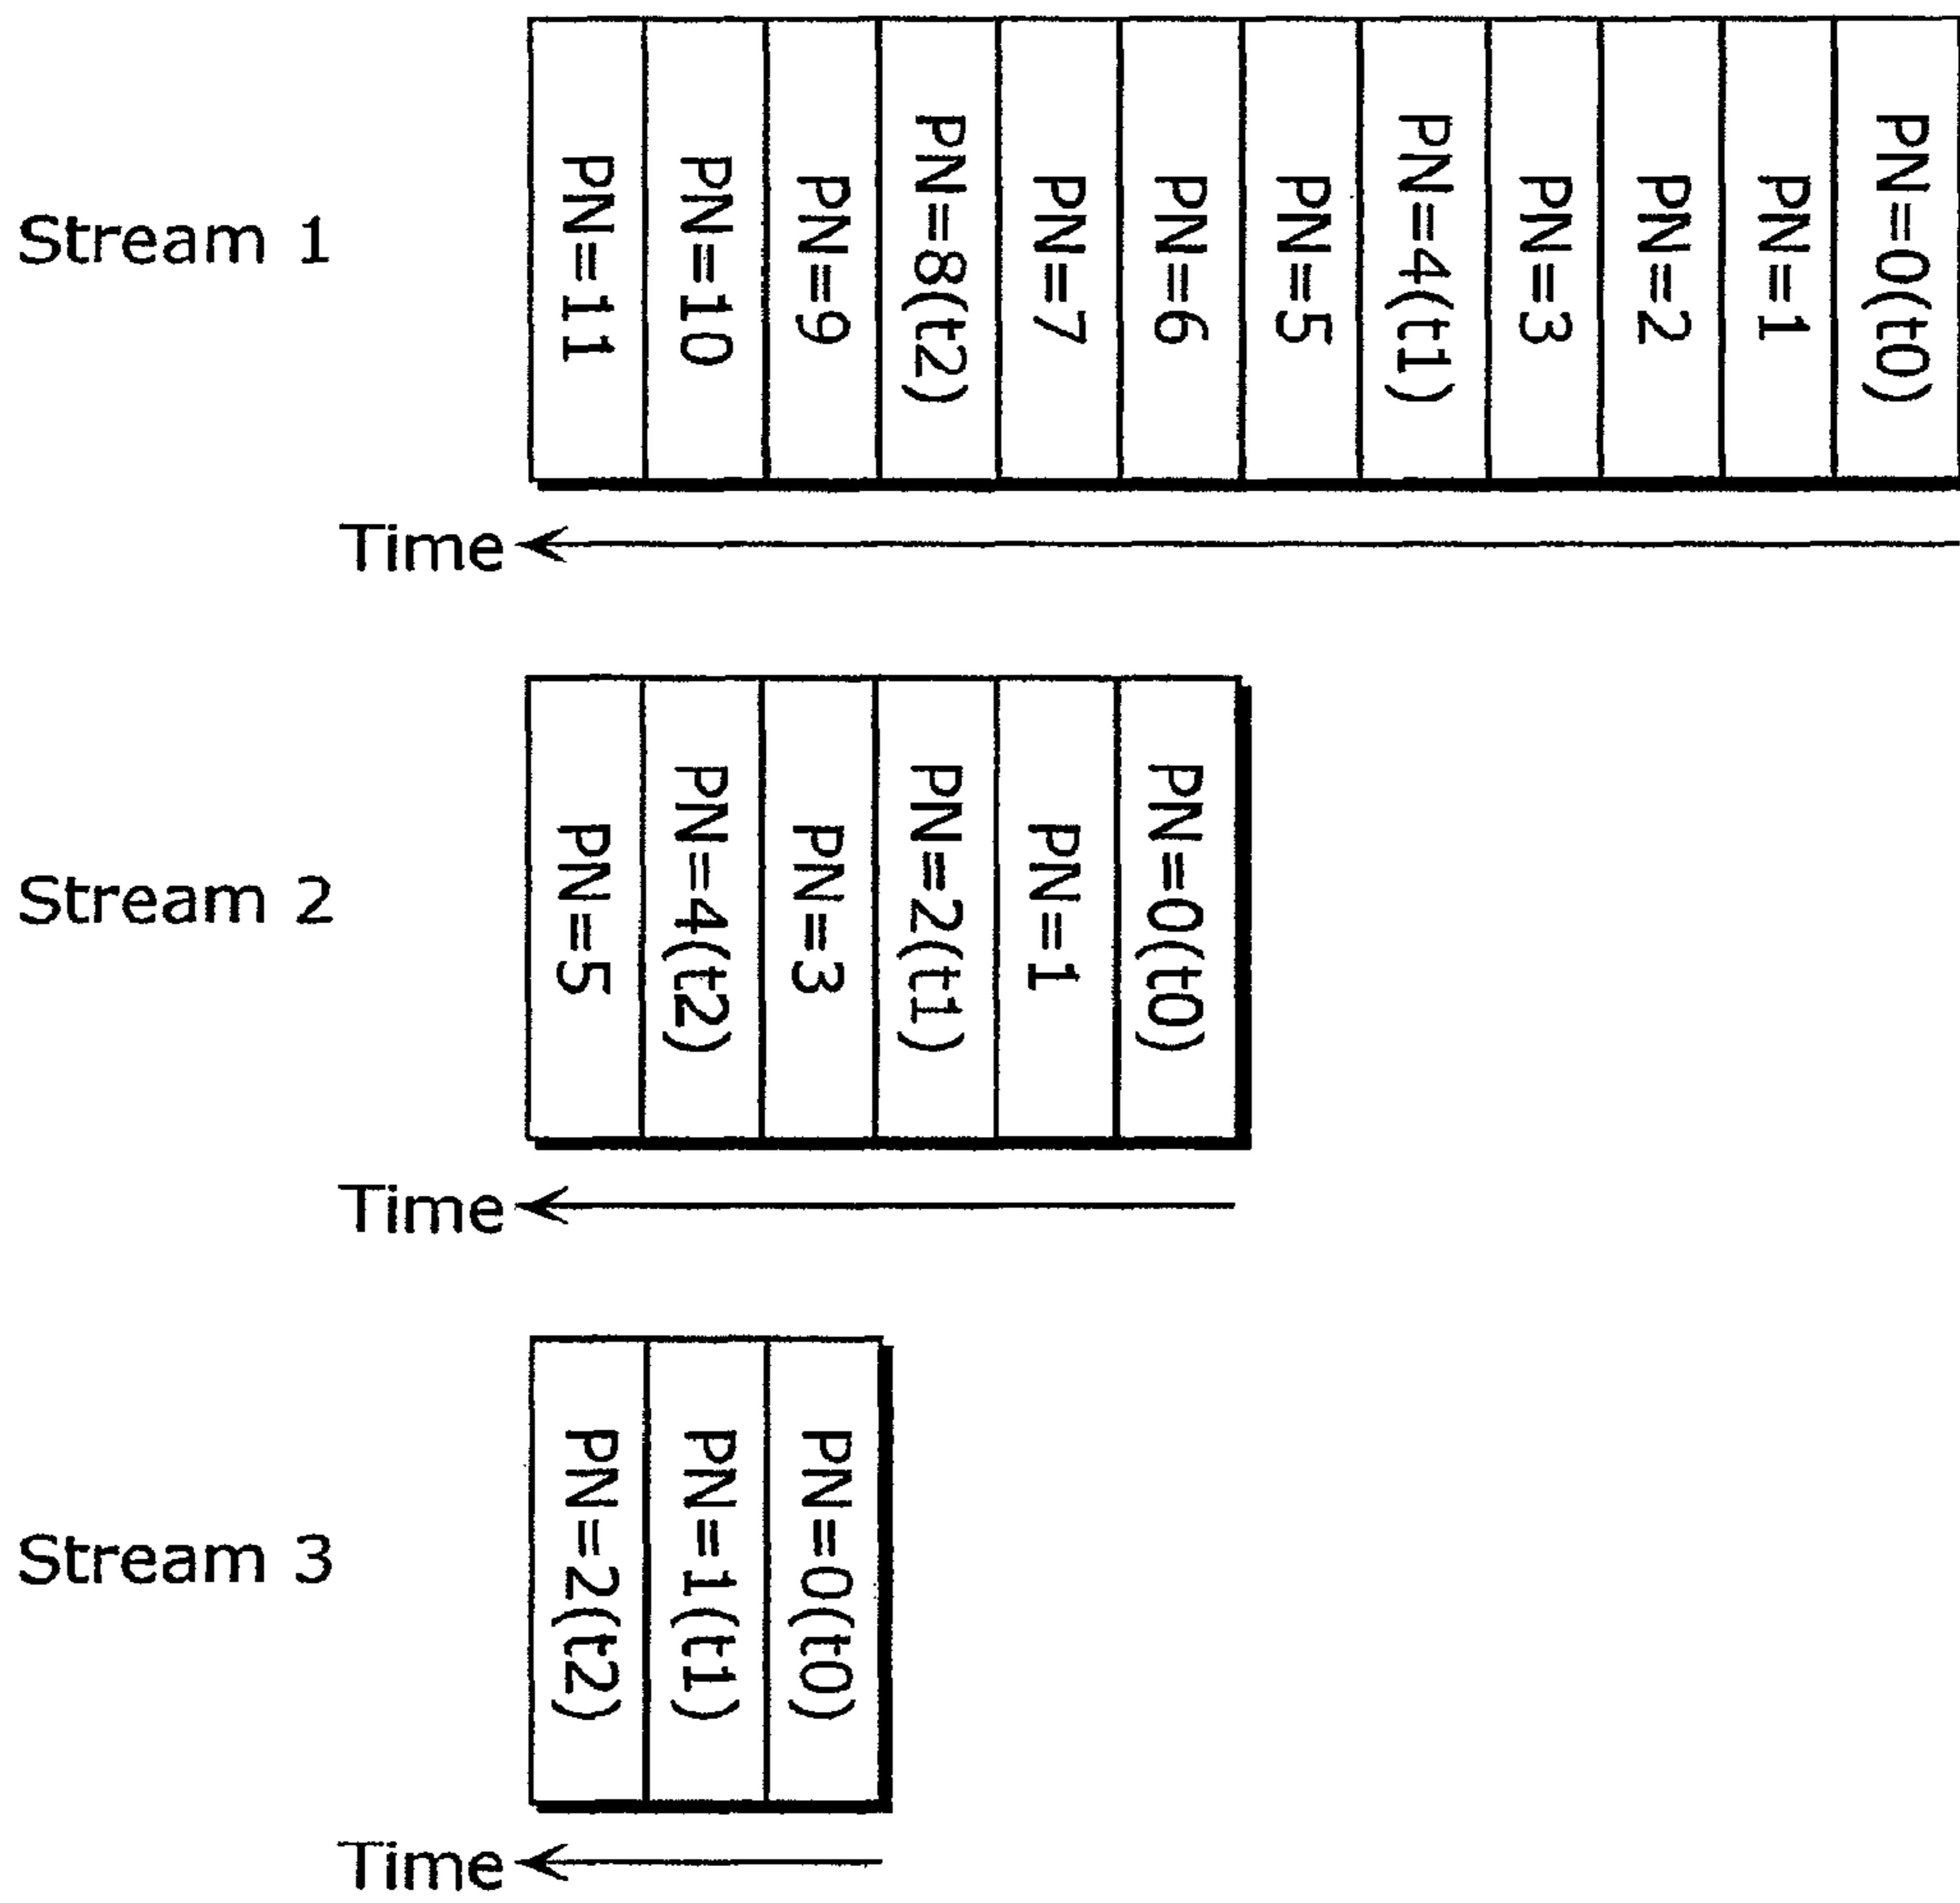 Stream 1
PN=11
PN=10
PN=9
PN=8(t2)
PN=7
PN=6
PN=5
PN=4(t1)
PN=3
PN=2
PN=1
PN=0(t0)
Time
Stream 2
PN=5
PN=4(t2)
PN=3
PN=2(t1)
PN=1
PN=0(t0)
Time
Stream 3
PN=2(t2)
PN=1(t1)
PN=0(t0)
Time